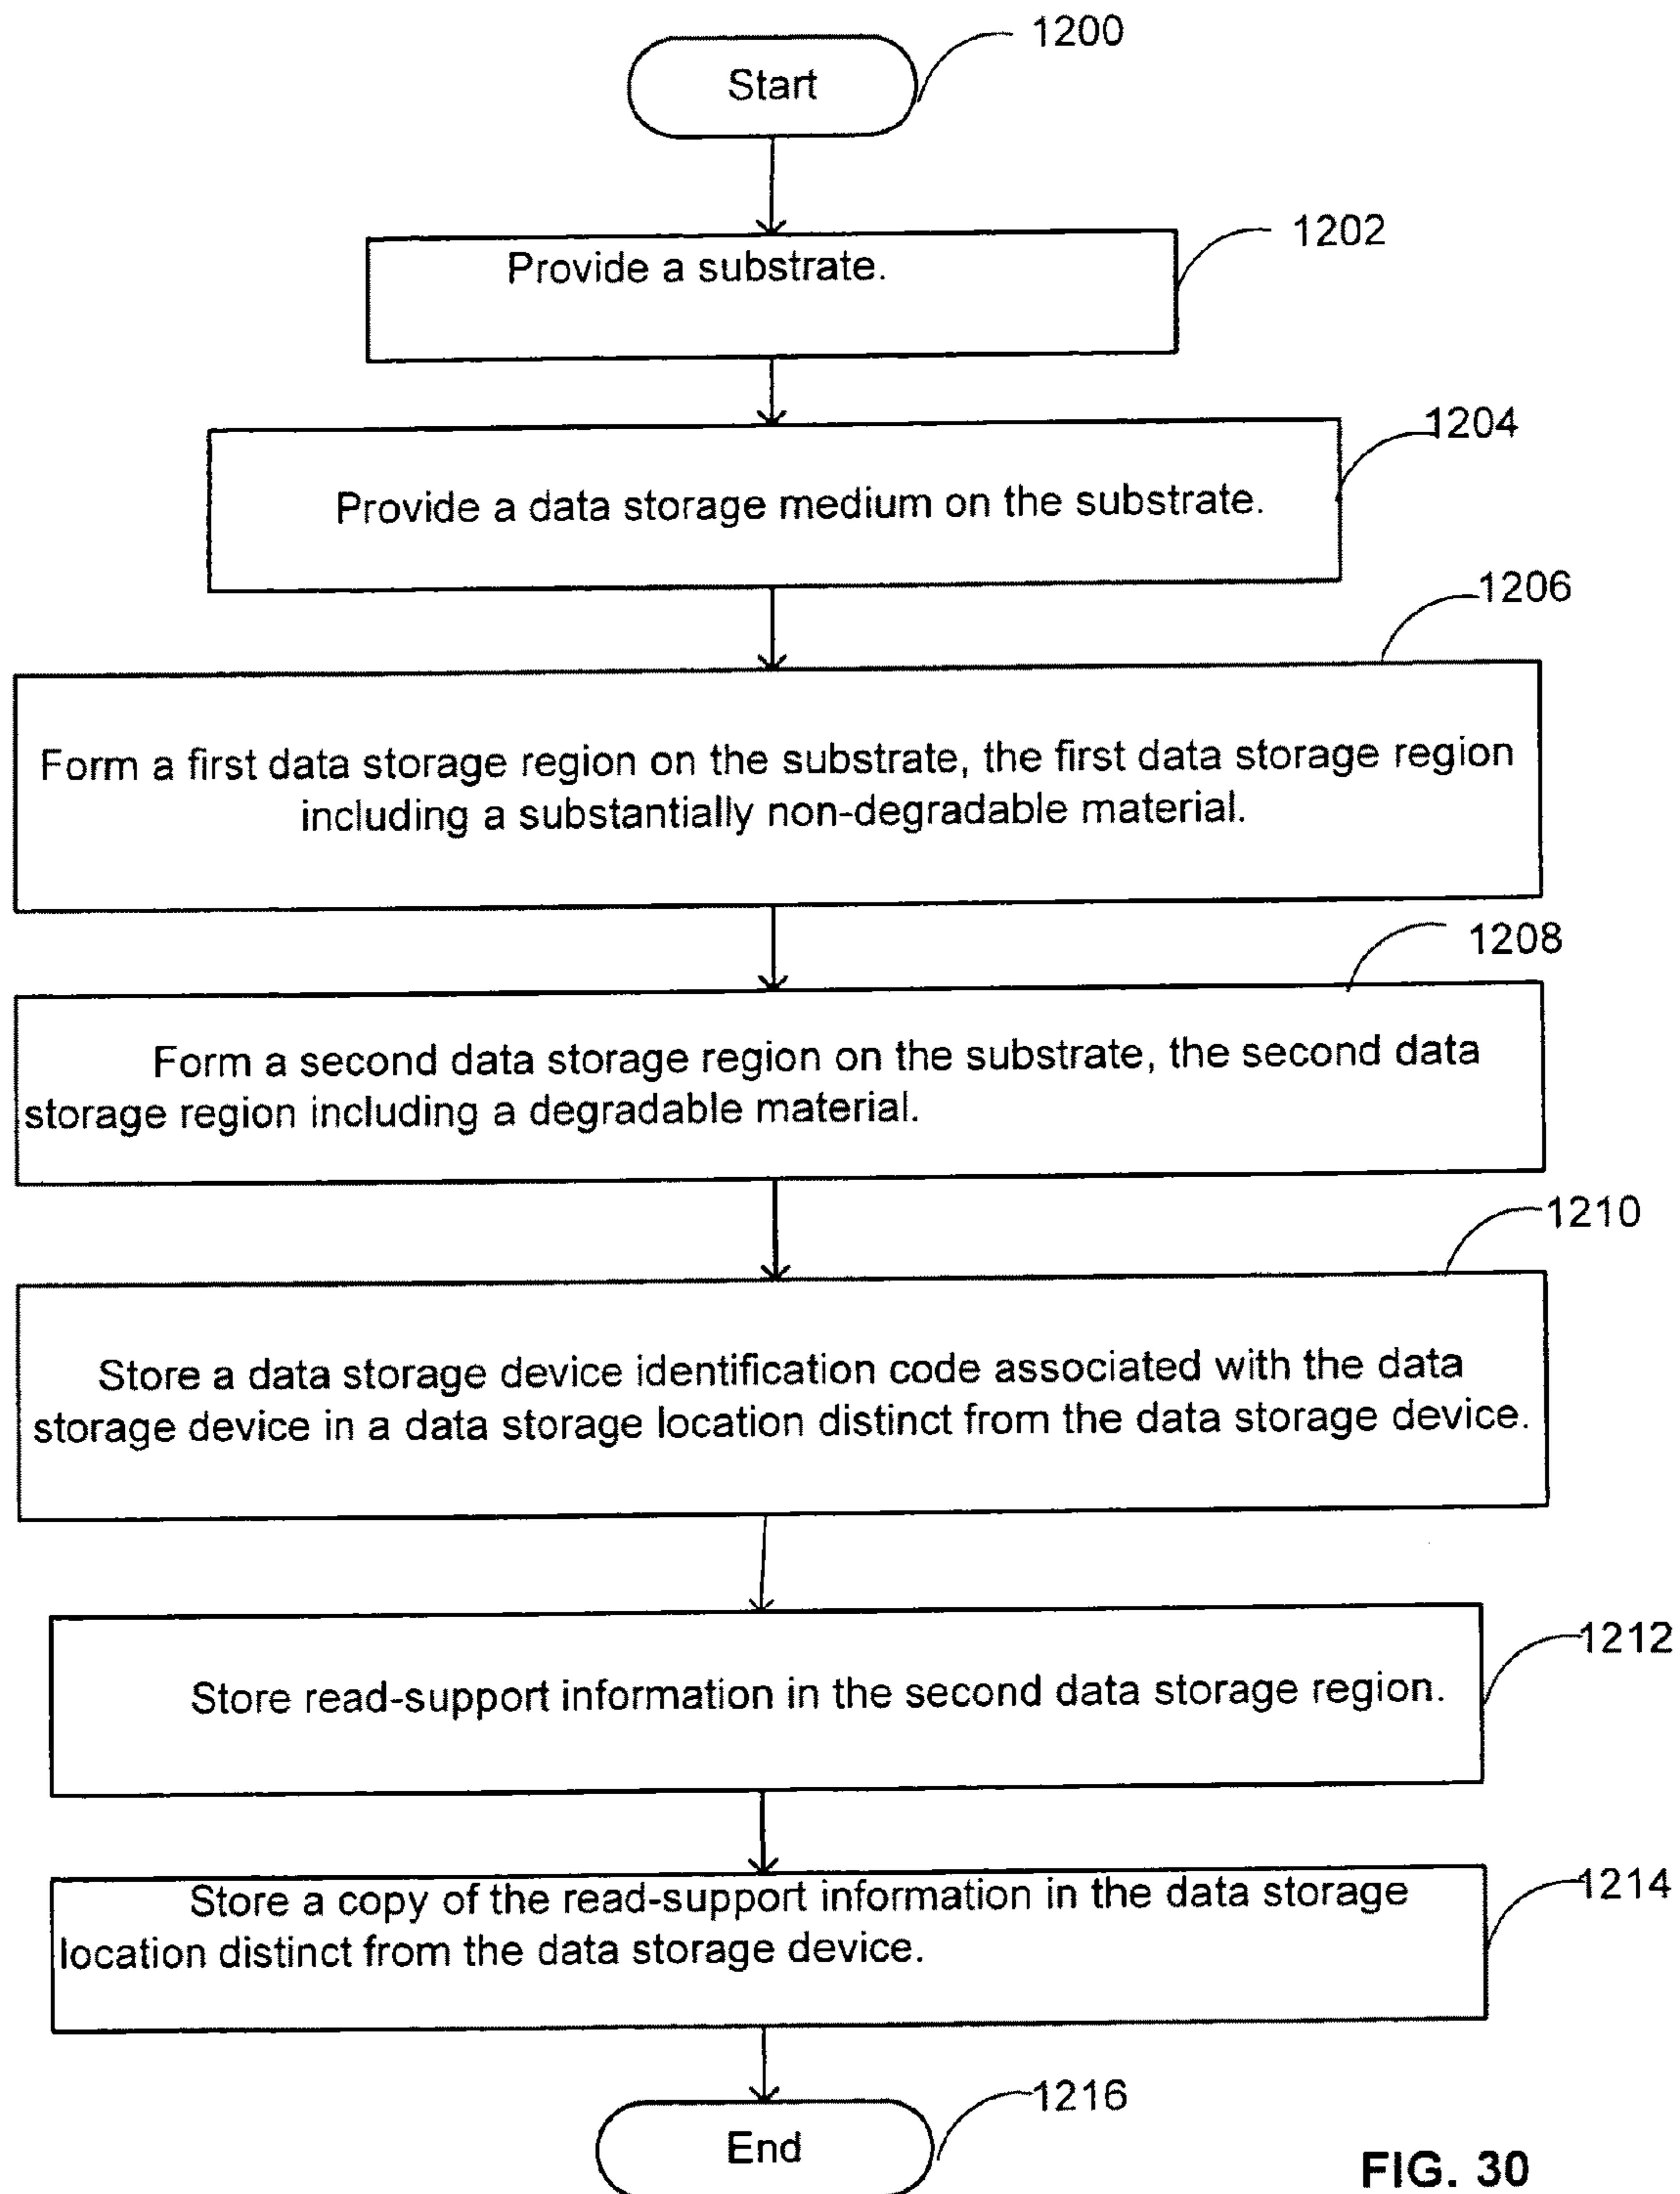 1200
Start
1202
Provide a substrate.
1204
Provide a data storage medium on the substrate.
1206
Form a first data storage region on the substrate, the first data storage region
including a substantially non-degradable material.
1208
Form a second data storage region on the substrate, the second data
storage region including a degradable material.
1210
Store a data storage device identification code associated with the data
storage device in a data storage location distinct from the data storage device.
1212
Store read-support information in the second data storage region.
1214
Store a copy of the read-support information in the data storage
location distinct from the data storage device.
1216
End
FIG. 30